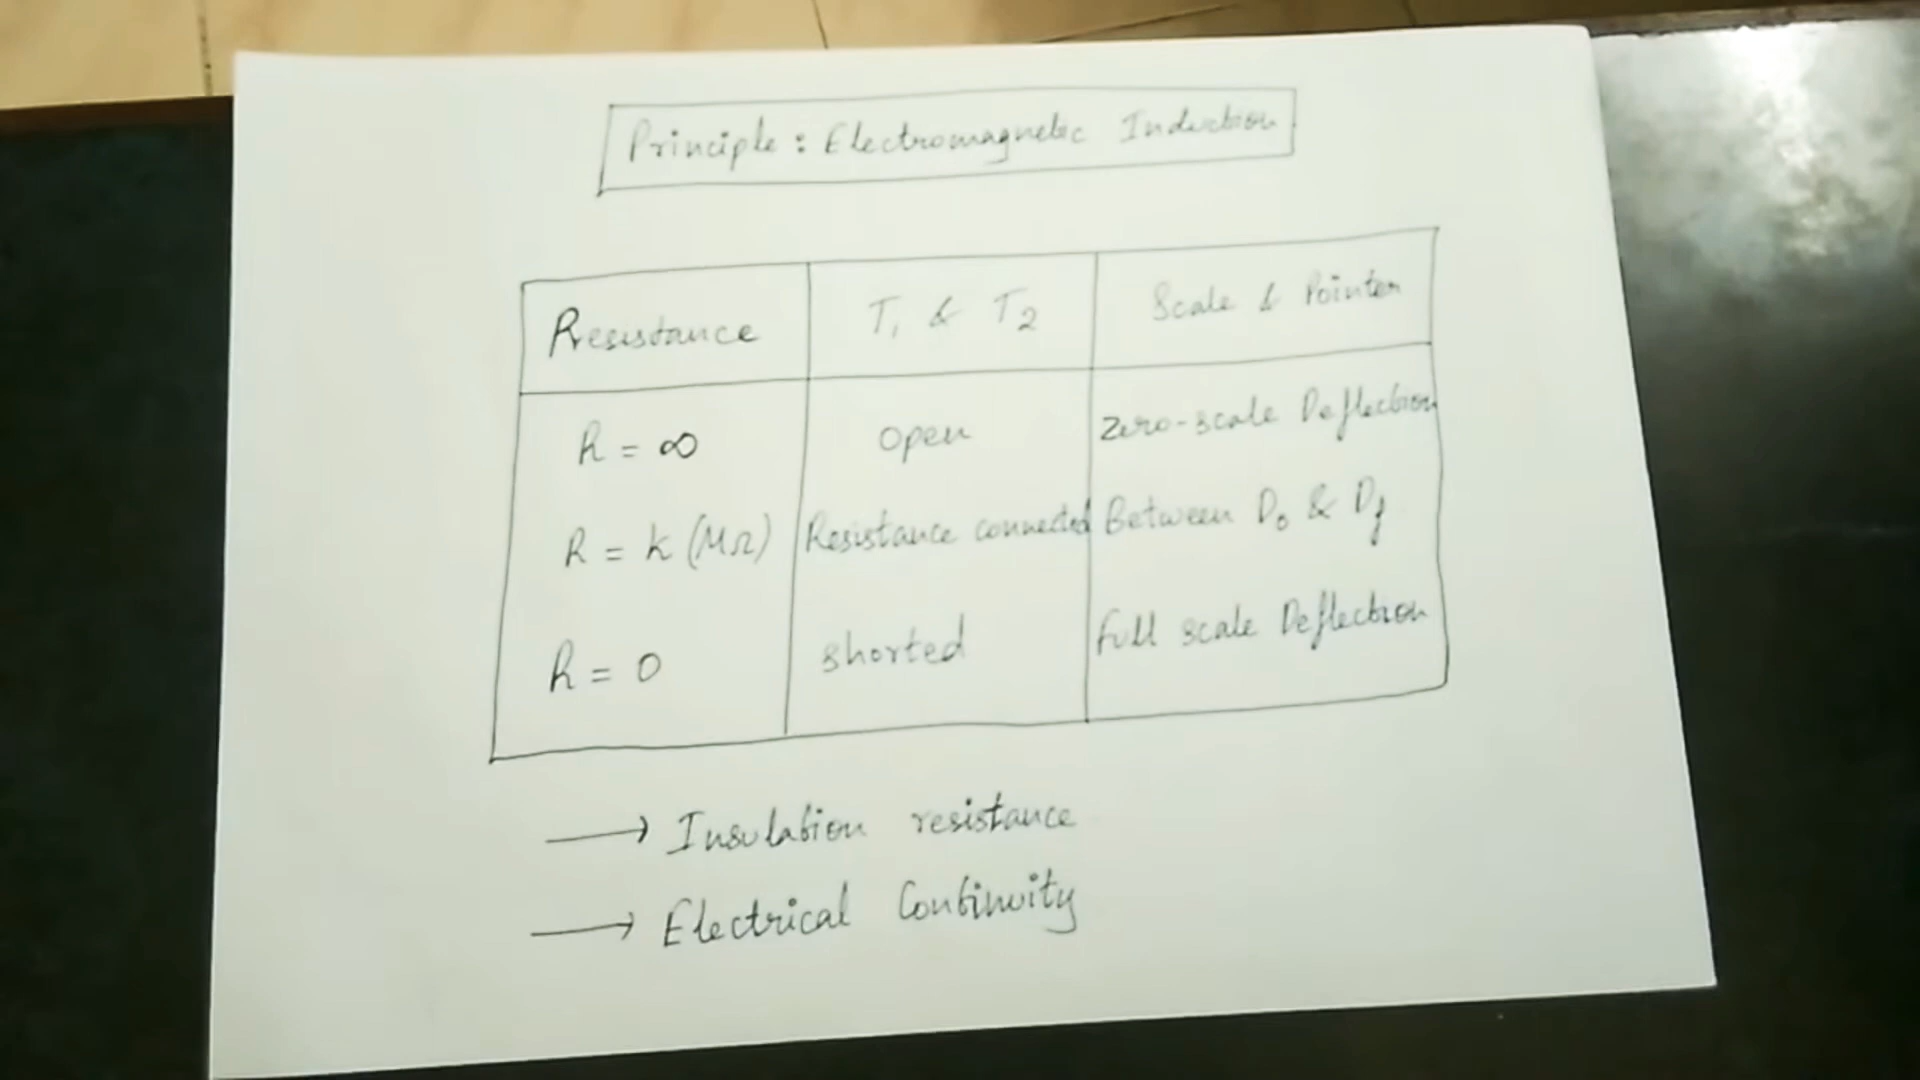 Principle : Electromagnetic Induction
Resistance T1 & T2 Scale & Pointer
R = ∞ open Zero-scale Deflection
R = k (MΩ) Resistance connected Between D0 & Df
R = 0 shorted Full scale Deflection
→ Insulation resistance
→ Electrical Continuity